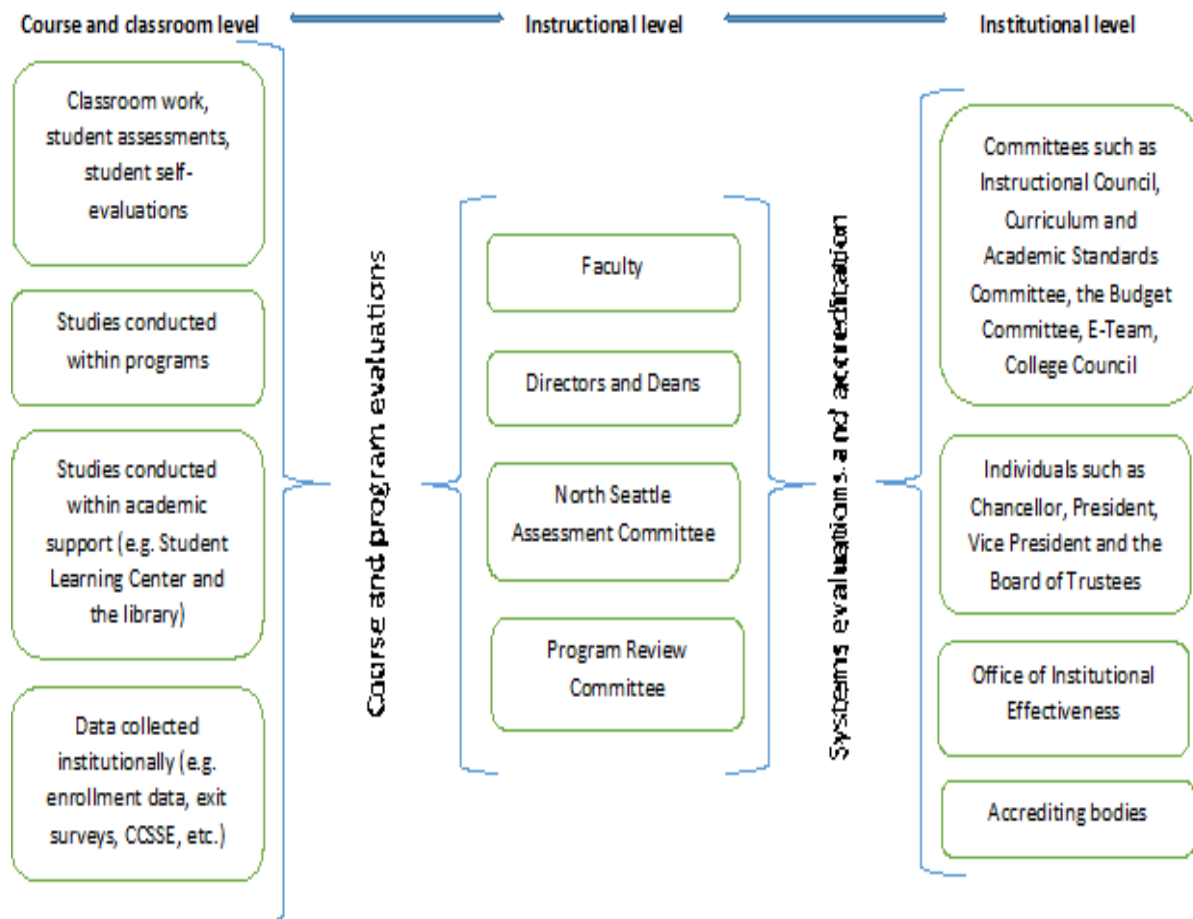 Course and classroom level
Instructional level
Institutional level
Classroom work,
student assessments,
student self-
evaluations
Studies conducted
within programs
Studies conducted
within academic
support (e.g. Student
Learning Center and
the library)
Data collected
institutionally (e.g.
enrollment data, exit
surveys, CCSSE, etc.)
Course and program evaluations
Faculty
Directors and Deans
North Seattle
Assessment Committee
Program Review
Committee
Systems evaluations and accreditation
Committees such as
Instructional Council,
Curriculum and
Academic Standards
Committee, the Budget
Committee, E-Team,
College Council
Individuals such as
Chancellor, President,
Vice President and the
Board of Trustees
Office of Institutional
Effectiveness
Accrediting bodies